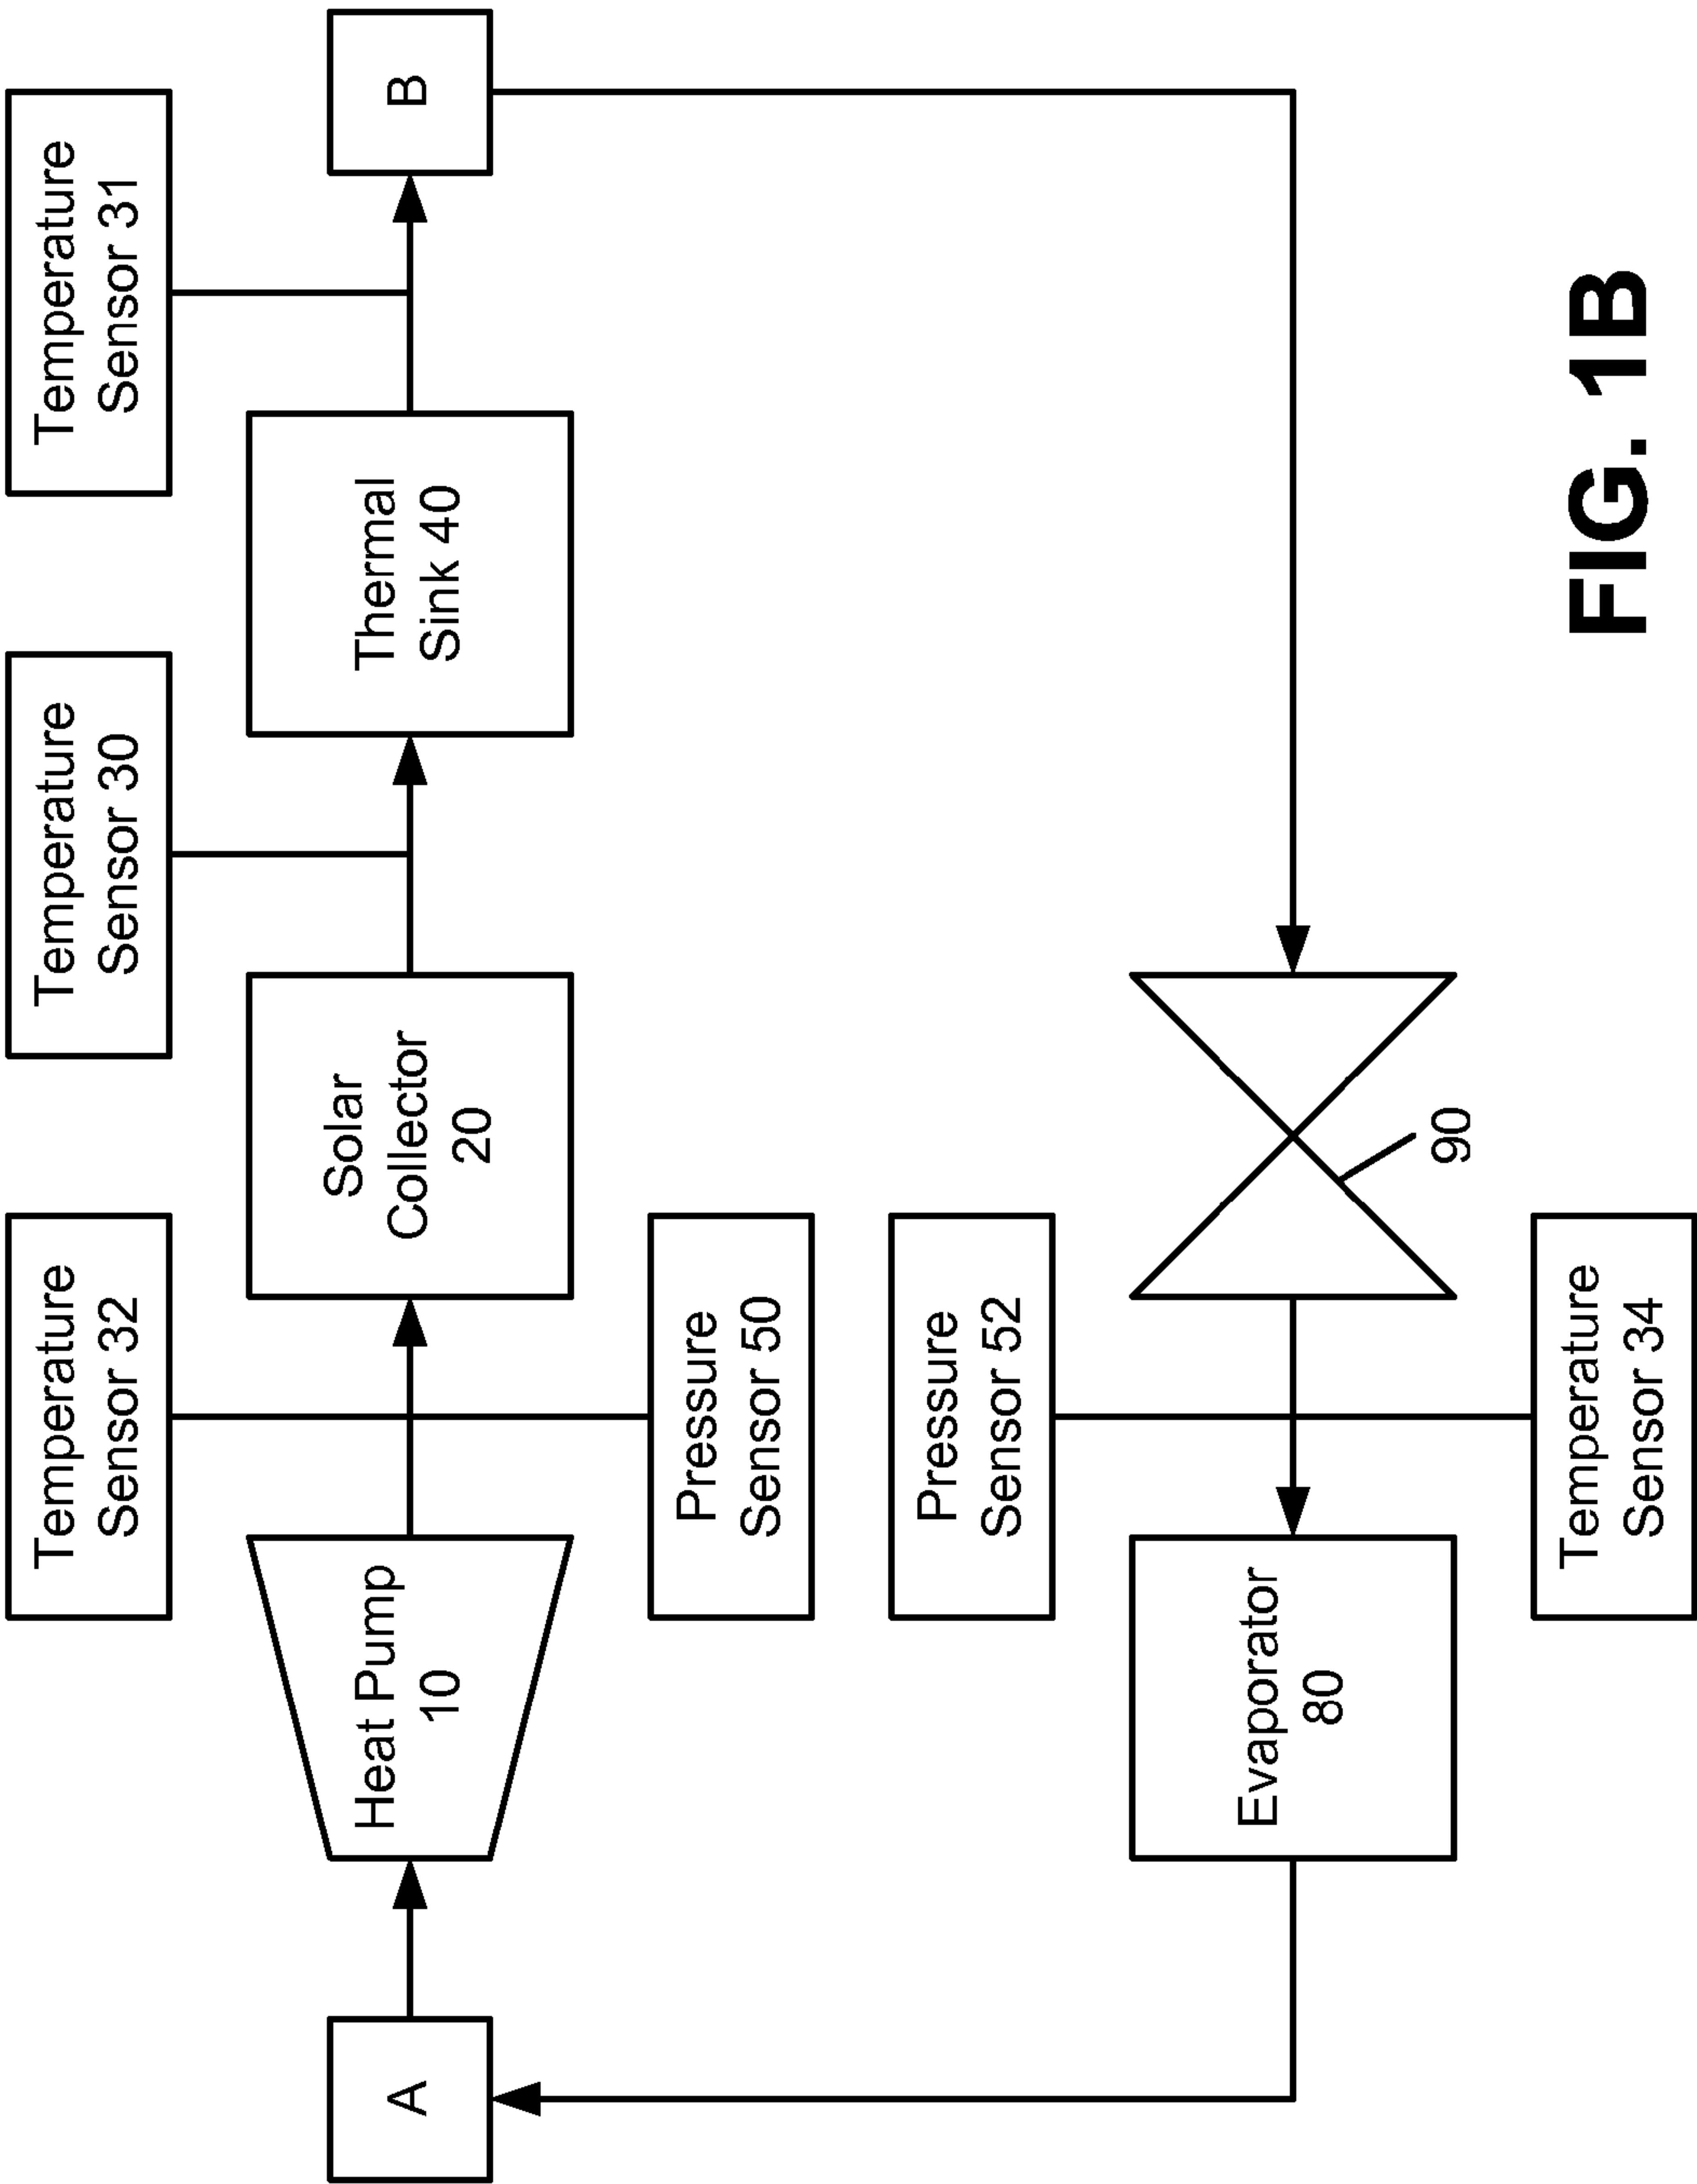 Temperature
Sensor 32
Temperature
Sensor 30
Temperature
Sensor 31
A
Heat Pump
10
Solar
Collector
20
Thermal
Sink 40
B
Pressure
Sensor 50
Pressure
Sensor 52
Evaporator
80
90
Temperature
Sensor 34
FIG. 1B